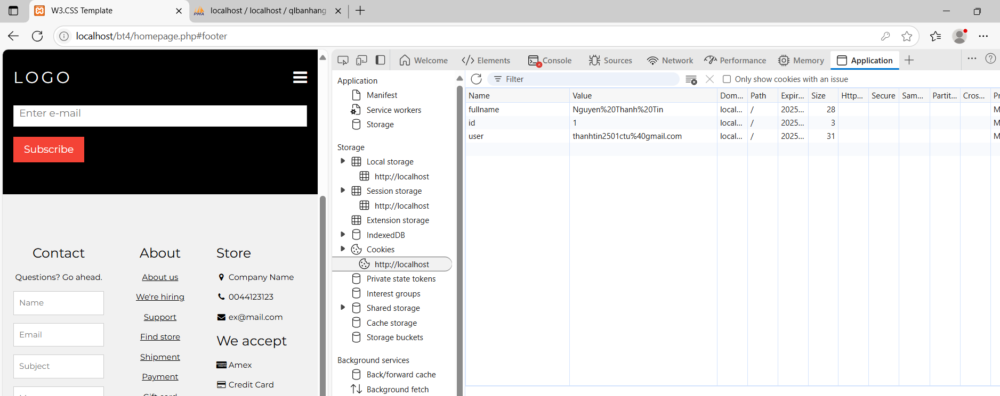 W3.CSS Template
localhost / localhost / qlbanhang
localhost/bt4/homepage.php#footer
LOGO
Enter e-mail
Subscribe
Contact
Questions? Go ahead.
Name
Email
Subject
About
About us
We're hiring
Support
Find store
Shipment
Payment
Store
Company Name
0044123123
ex@mail.com
We accept
Amex
Credit Card
Welcome
Elements
Console
Sources
Network
Performance
Memory
Application
Application
Manifest
Service workers
Storage
Storage
Local storage
http://localhost
Session storage
http://localhost
Extension storage
IndexedDB
Cookies
http://localhost
Private state tokens
Interest groups
Shared storage
Cache storage
Storage buckets
Background services
Back/forward cache
Background fetch
Filter
Only show cookies with an issue
Name Value Dom... Path Expir... Size Http... Secure Sam... Partit... Cros... Pr
fullname Nguyen%20Thanh%20Tin local... / 2025... 28 M
id 1 local... / 2025... 3 M
user thanhtin2501ctu%40gmail.com local... / 2025... 31 M